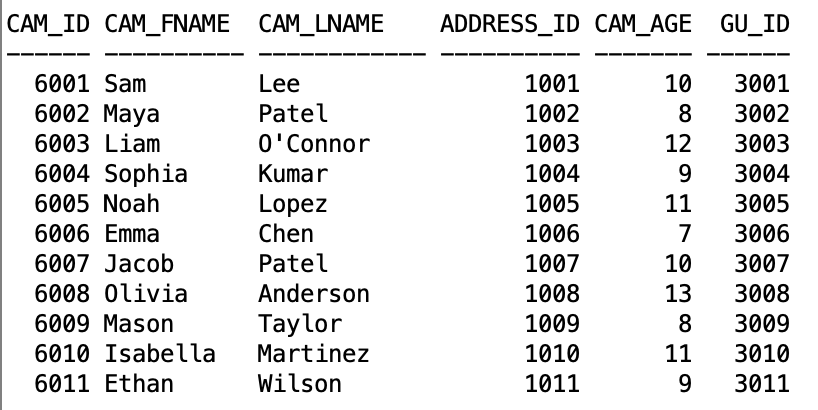 CAM_ID CAM_FNAME  CAM_LNAME    ADDRESS_ID CAM_AGE  GU_ID
------ ---------- ------------ ---------- ------- ------
  6001 Sam        Lee                1001      10   3001
  6002 Maya       Patel              1002       8   3002
  6003 Liam       O'Connor           1003      12   3003
  6004 Sophia     Kumar              1004       9   3004
  6005 Noah       Lopez              1005      11   3005
  6006 Emma       Chen               1006       7   3006
  6007 Jacob      Patel              1007      10   3007
  6008 Olivia     Anderson           1008      13   3008
  6009 Mason      Taylor             1009       8   3009
  6010 Isabella   Martinez           1010      11   3010
  6011 Ethan      Wilson             1011       9   3011